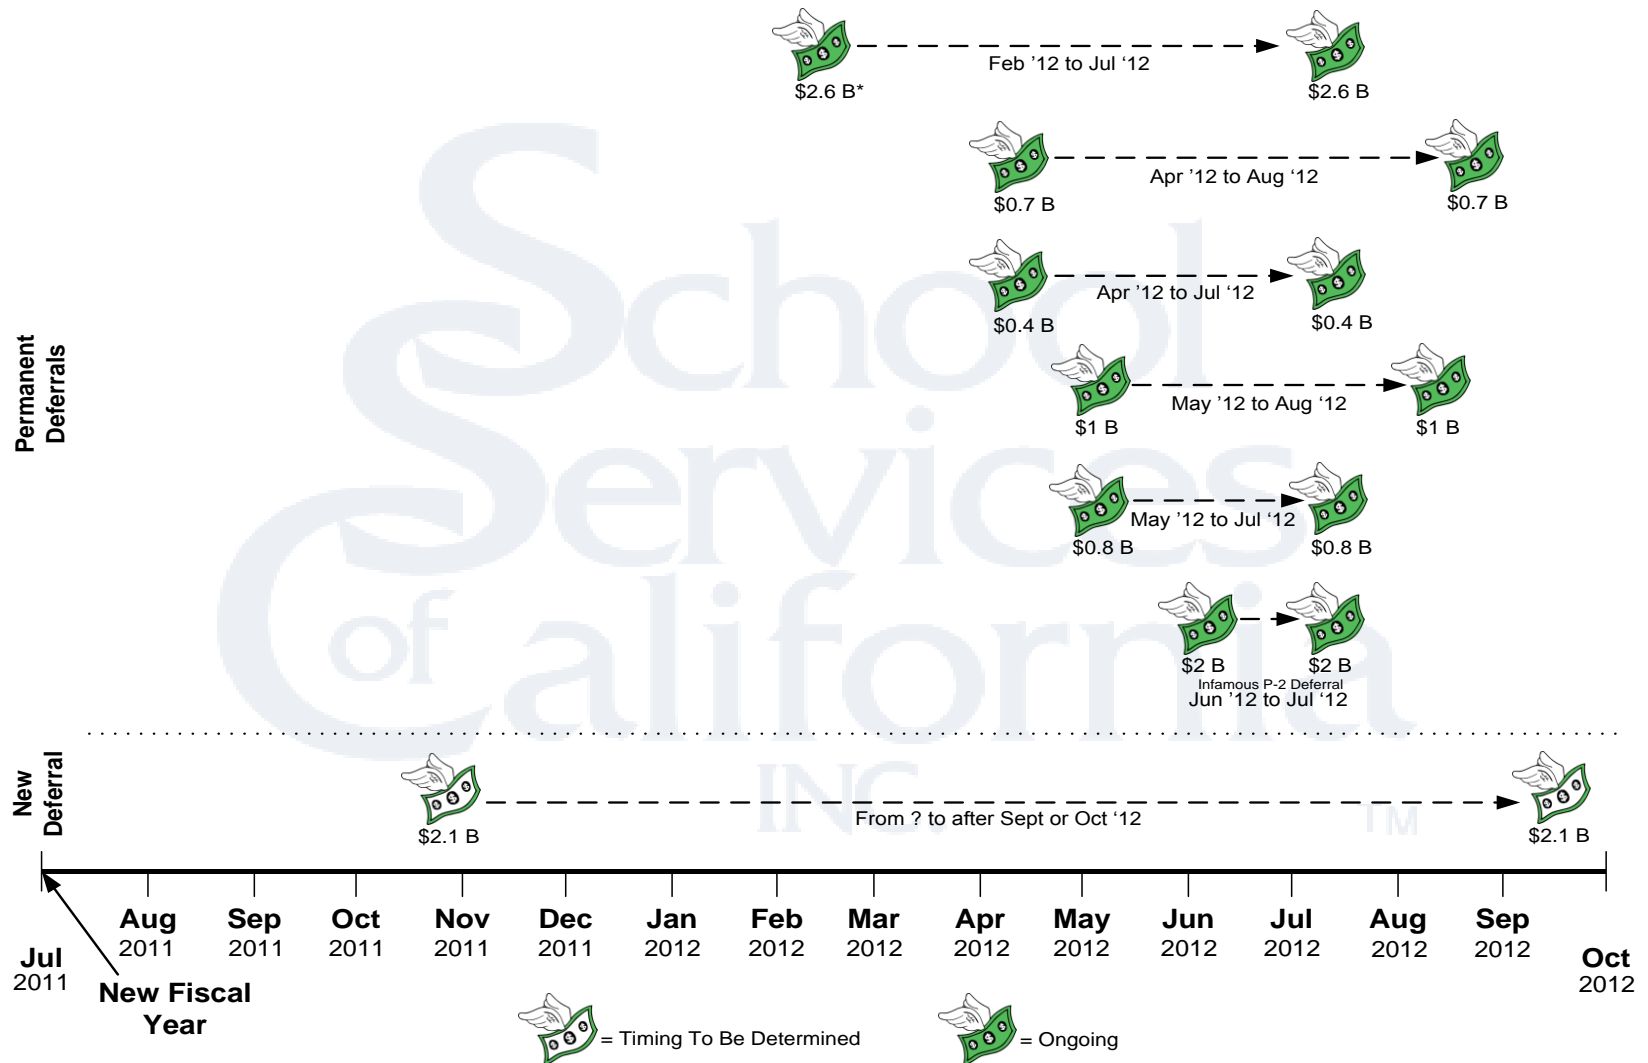 Feb ’12 to Jul ‘12
$2.6 B*
$2.6 B
Apr ’12 to Aug ‘12
$0.7 B
$0.7 B
Apr ’12 to Jul ‘12
$0.4 B
$0.4 B
Permanent
Deferrals
May ’12 to Aug ‘12
$1 B
$1 B
May ’12 to Jul ‘12
$0.8 B
$0.8 B
$2 B
$2 B
Infamous P-2 Deferral
Jun ’12 to Jul ‘12
New
Deferral
From ? to after Sept or Oct ‘12
$2.1 B
$2.1 B
School
Services
of California
INC.
TM
Jul
2011
Aug
2011
Sep
2011
Oct
2011
Nov
2011
Dec
2011
Jan
2012
Feb
2012
Mar
2012
Apr
2012
May
2012
Jun
2012
Jul
2012
Aug
2012
Sep
2012
Oct
2012
New Fiscal
Year
= Timing To Be Determined
= Ongoing